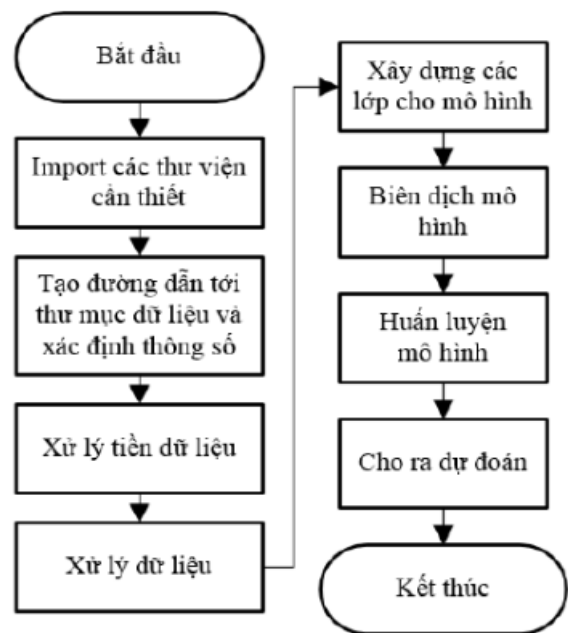 Bắt đầu
Import các thư viện
cần thiết
Tạo đường dẫn tới
thư mục dữ liệu và
xác định thông số
Xử lý tiền dữ liệu
Xử lý dữ liệu
Xây dựng các
lớp cho mô hình
Biên dịch mô
hình
Huấn luyện
mô hình
Cho ra dự đoán
Kết thúc